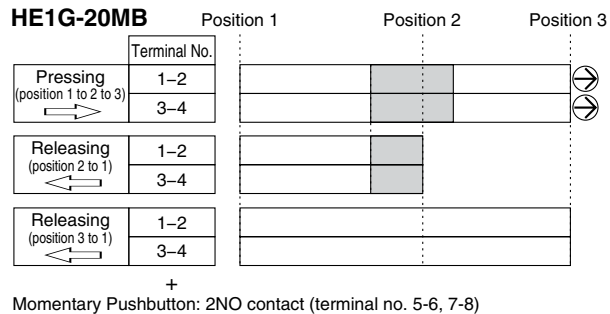 HE1G-20MB
Position 1 Position 2 Position 3
Terminal No.
Pressing
(position 1 to 2 to 3)
1–2
3–4
Releasing
(position 2 to 1)
1–2
3–4
Releasing
(position 3 to 1)
1–2
3–4
+
Momentary Pushbutton: 2NO contact (terminal no. 5-6, 7-8)